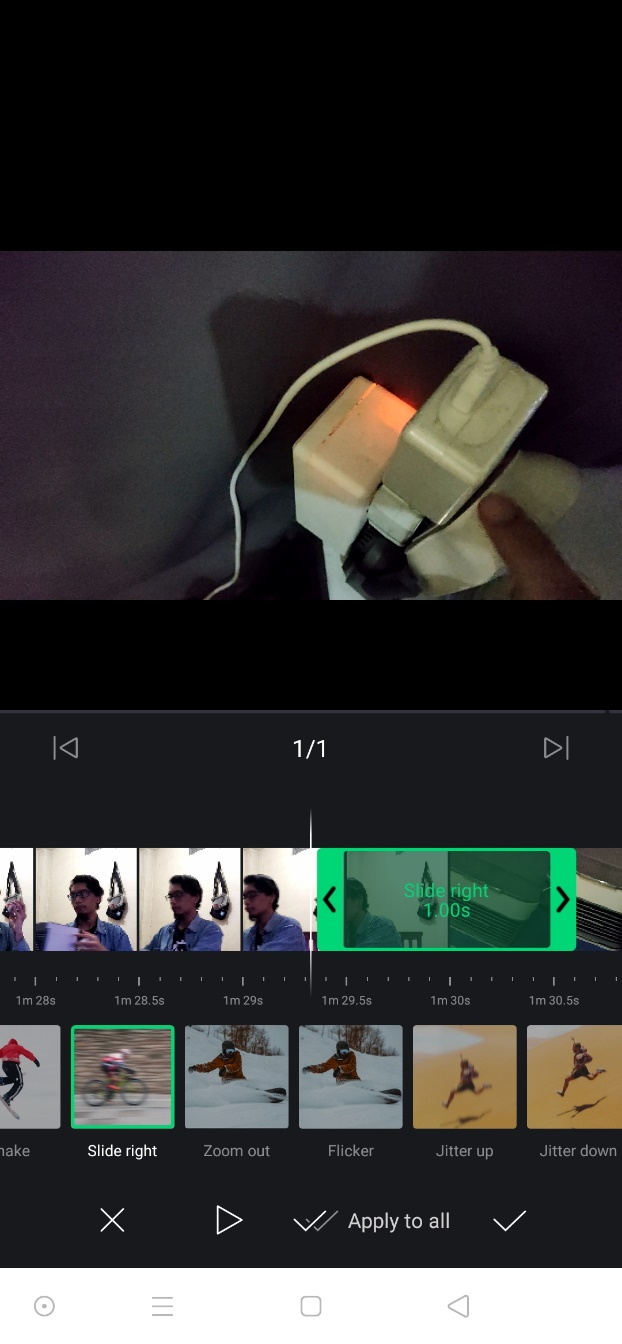 1/1
Slide right
1.00s
1m 28s
1m 28.5s
1m 29s
1m 29.5s
1m 30s
1m 30.5s
hake
Slide right
Zoom out
Flicker
Jitter up
Jitter down
Apply to all